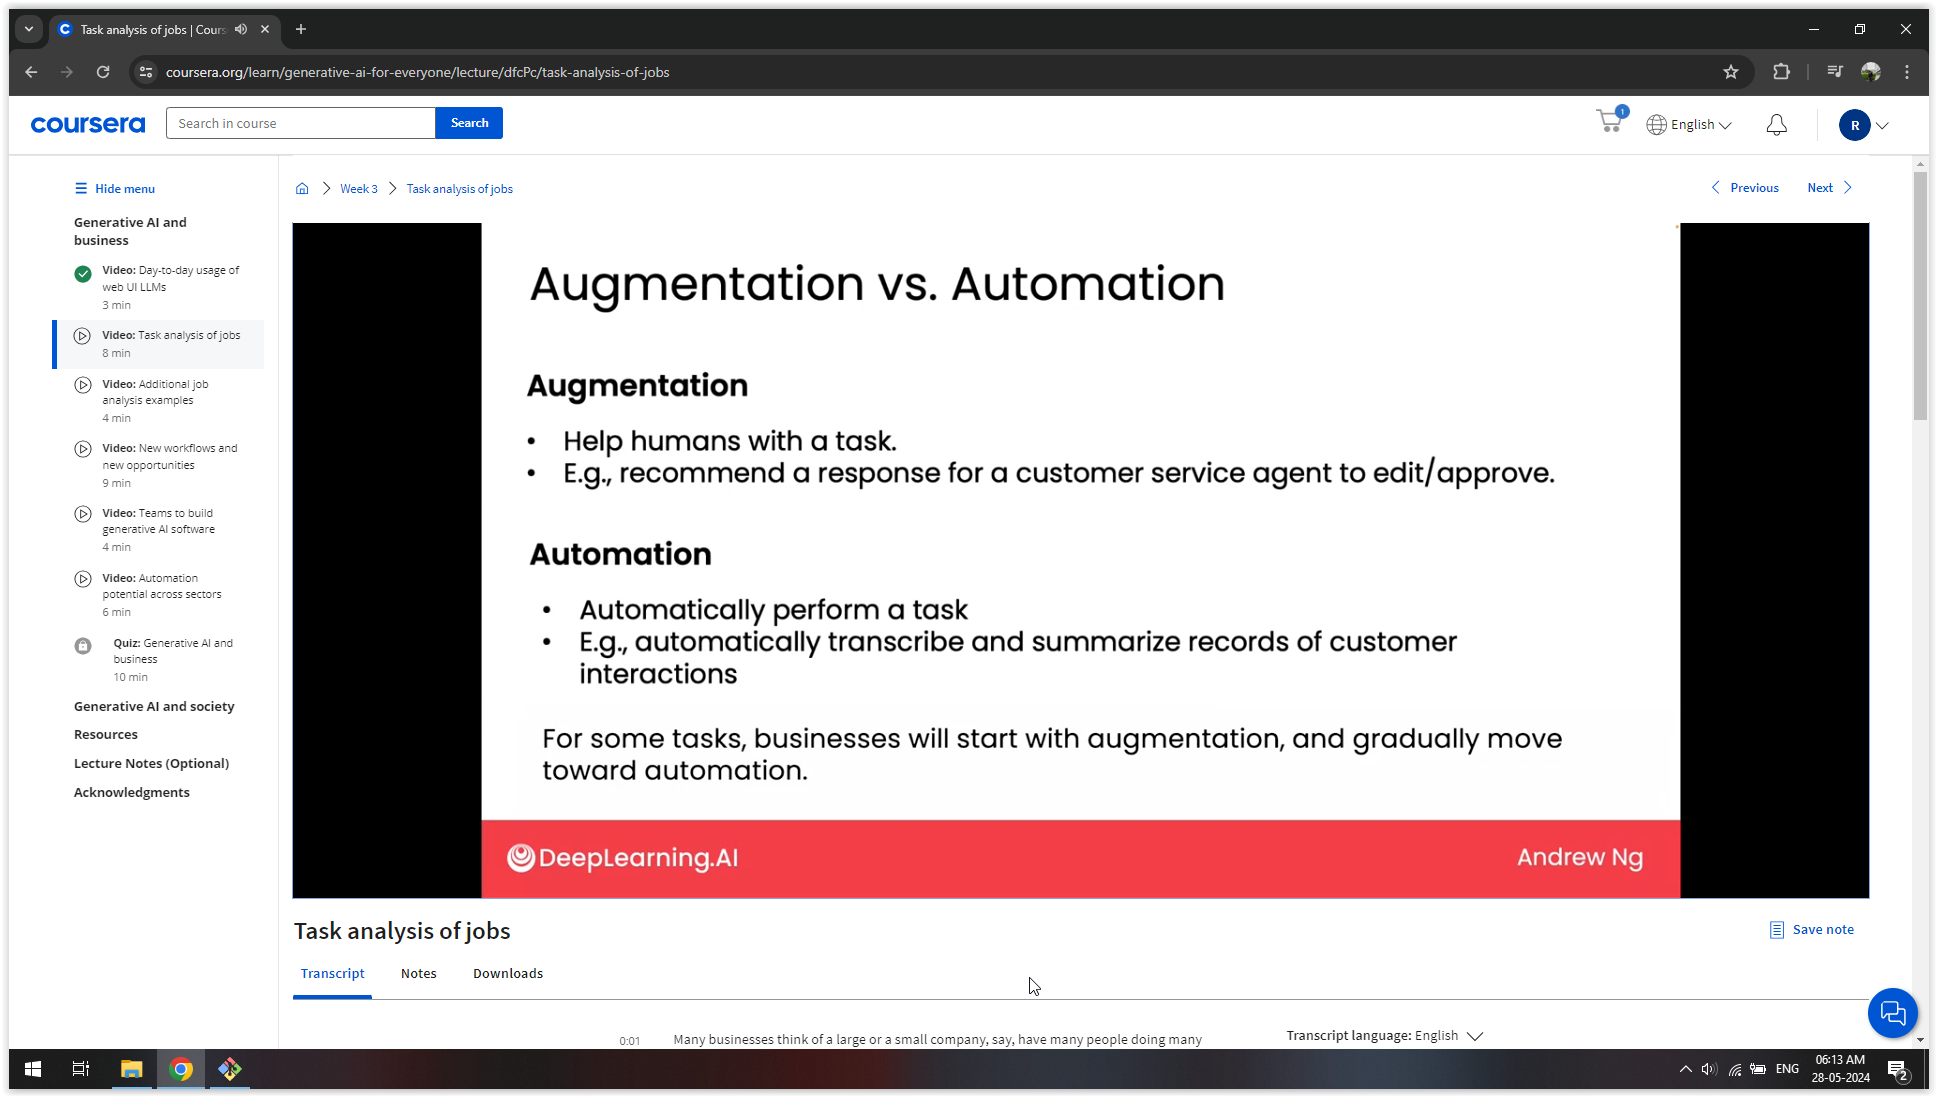 Task analysis of jobs | Cours
coursera.org/learn/generative-ai-for-everyone/lecture/dfcPc/task-analysis-of-jobs
coursera
Search in course
Search
1
English
R
Hide menu
Generative AI and
business
Video: Day-to-day usage of
web UI LLMs
3 min
Video: Task analysis of jobs
8 min
Video: Additional job
analysis examples
4 min
Video: New workflows and
new opportunities
9 min
Video: Teams to build
generative AI software
4 min
Video: Automation
potential across sectors
6 min
Quiz: Generative AI and
business
10 min
Generative AI and society
Resources
Lecture Notes (Optional)
Acknowledgments
Week 3
Task analysis of jobs
Previous
Next
Augmentation vs. Automation
Augmentation
• Help humans with a task.
• E.g., recommend a response for a customer service agent to edit/approve.
Automation
• Automatically perform a task
• E.g., automatically transcribe and summarize records of customer
interactions
For some tasks, businesses will start with augmentation, and gradually move
toward automation.
DeepLearning.AI
Andrew Ng
Task analysis of jobs
Save note
Transcript
Notes
Downloads
0:01
Many businesses think of a large or a small company, say, have many people doing many
Transcript language: English
ENG
06:13 AM
28-05-2024
2